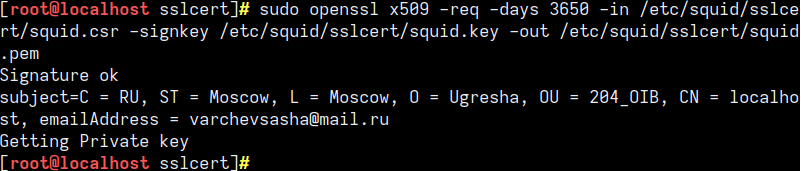 [root@localhost sslcert]# sudo openssl x509 -req -days 3650 -in /etc/squid/sslce
rt/squid.csr -signkey /etc/squid/sslcert/squid.key -out /etc/squid/sslcert/squid
.pem
Signature ok
subject=C = RU, ST = Moscow, L = Moscow, O = Ugresha, OU = 204_OIB, CN = localho
st, emailAddress = varchevsasha@mail.ru
Getting Private key
[root@localhost sslcert]#